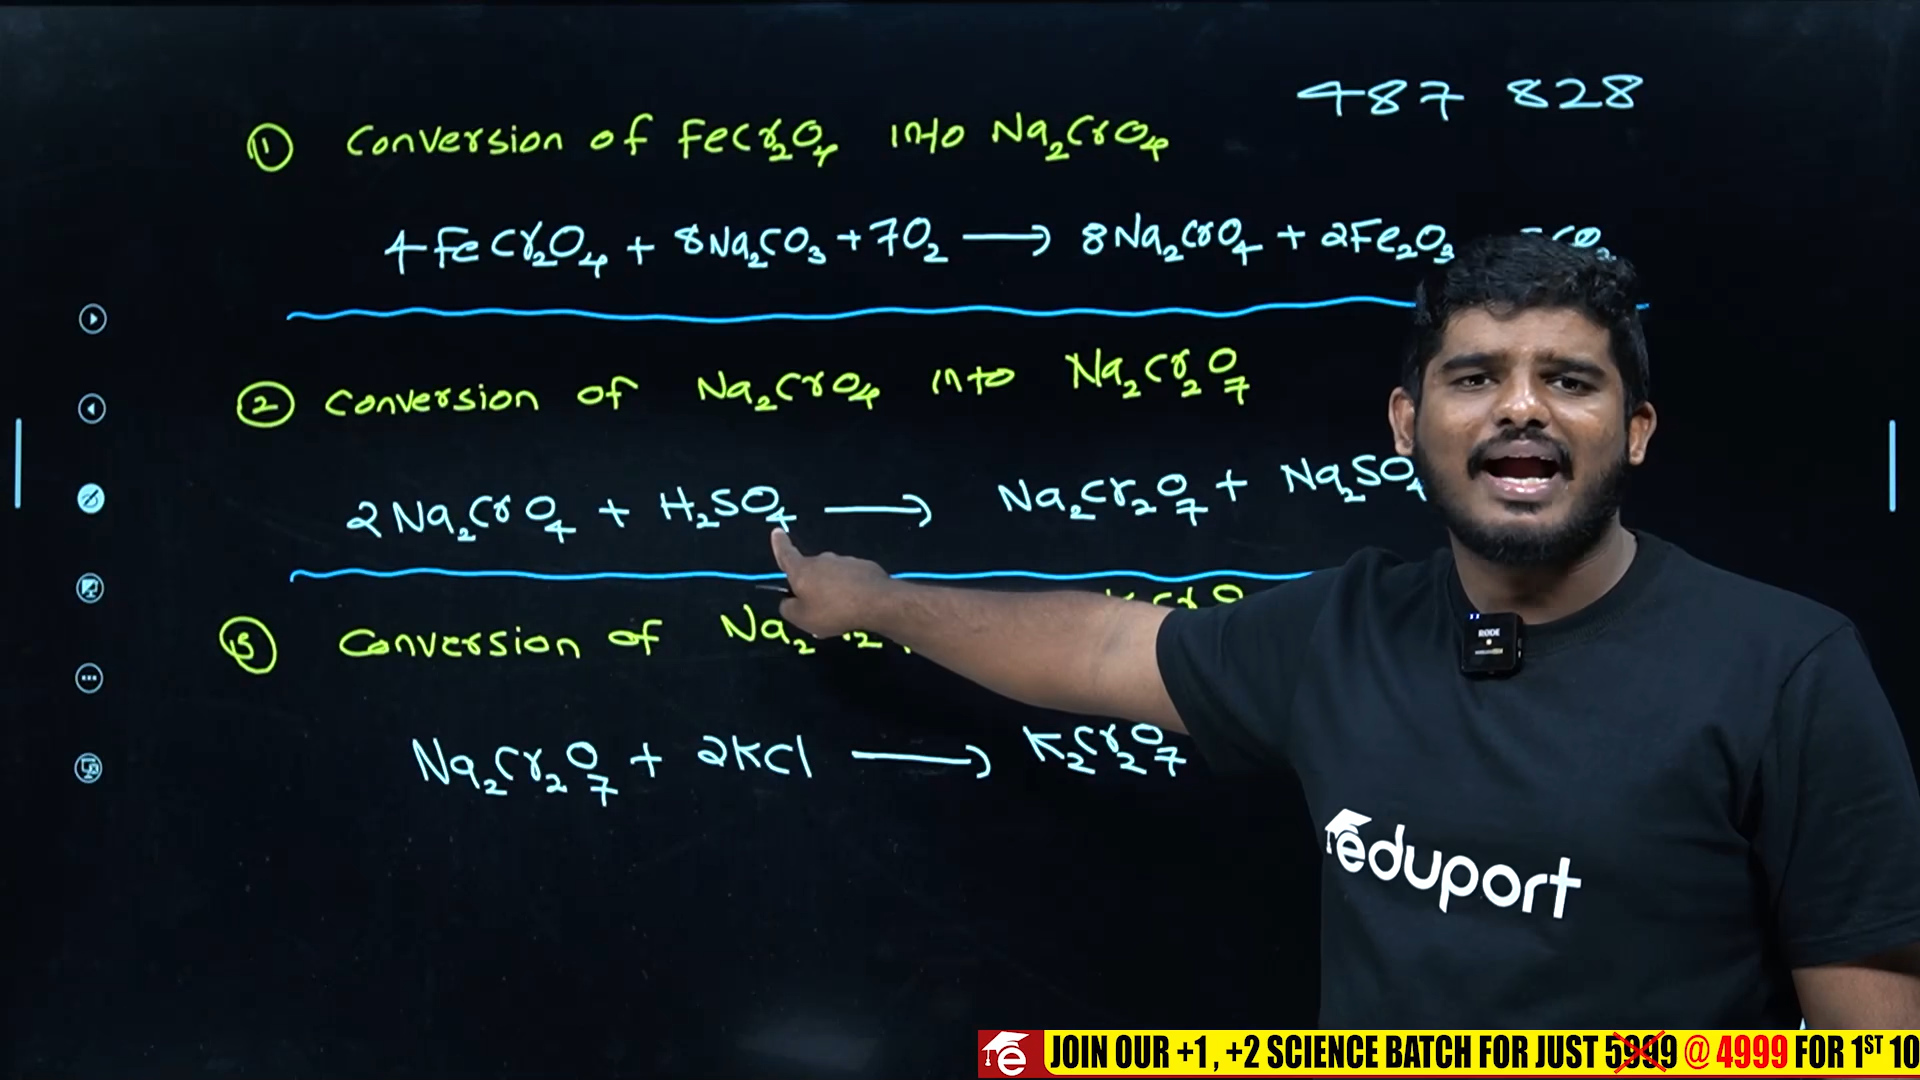 487 828
① Conversion of FeCr₂O₄ into Na₂CrO₄
4FeCr₂O₄ + 8Na₂CO₃ + 7O₂ ⟶ 8Na₂CrO₄ + 2Fe₂O₃
② Conversion of Na₂CrO₄ into Na₂Cr₂O₇
2Na₂CrO₄ + H₂SO₄ ⟶ Na₂Cr₂O₇ + Na₂SO₄
③ Conversion of Na₂
Na₂Cr₂O₇ + 2KCl ⟶ K₂Cr₂O₇
RODE
eduport
e JOIN OUR +1, +2 SCIENCE BATCH FOR JUST 5999 @ 4999 FOR 1ST 10